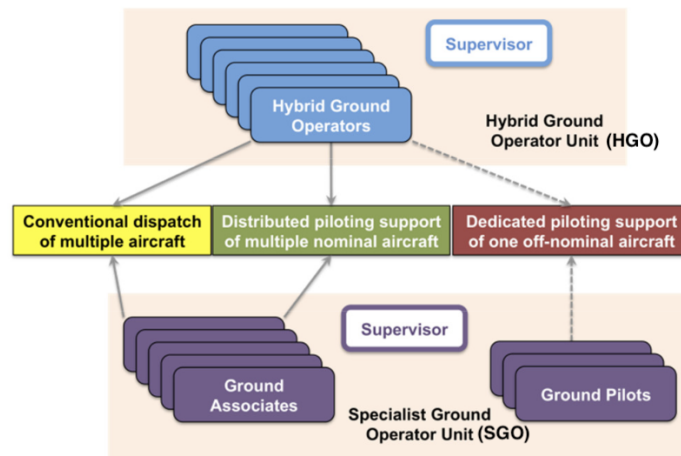 Supervisor
Hybrid Ground
Operators
Hybrid Ground
Operator Unit (HGO)
Conventional dispatch
of multiple aircraft
Distributed piloting support
of multiple nominal aircraft
Dedicated piloting support
of one off-nominal aircraft
Supervisor
Ground
Associates
Ground Pilots
Specialist Ground
Operator Unit (SGO)